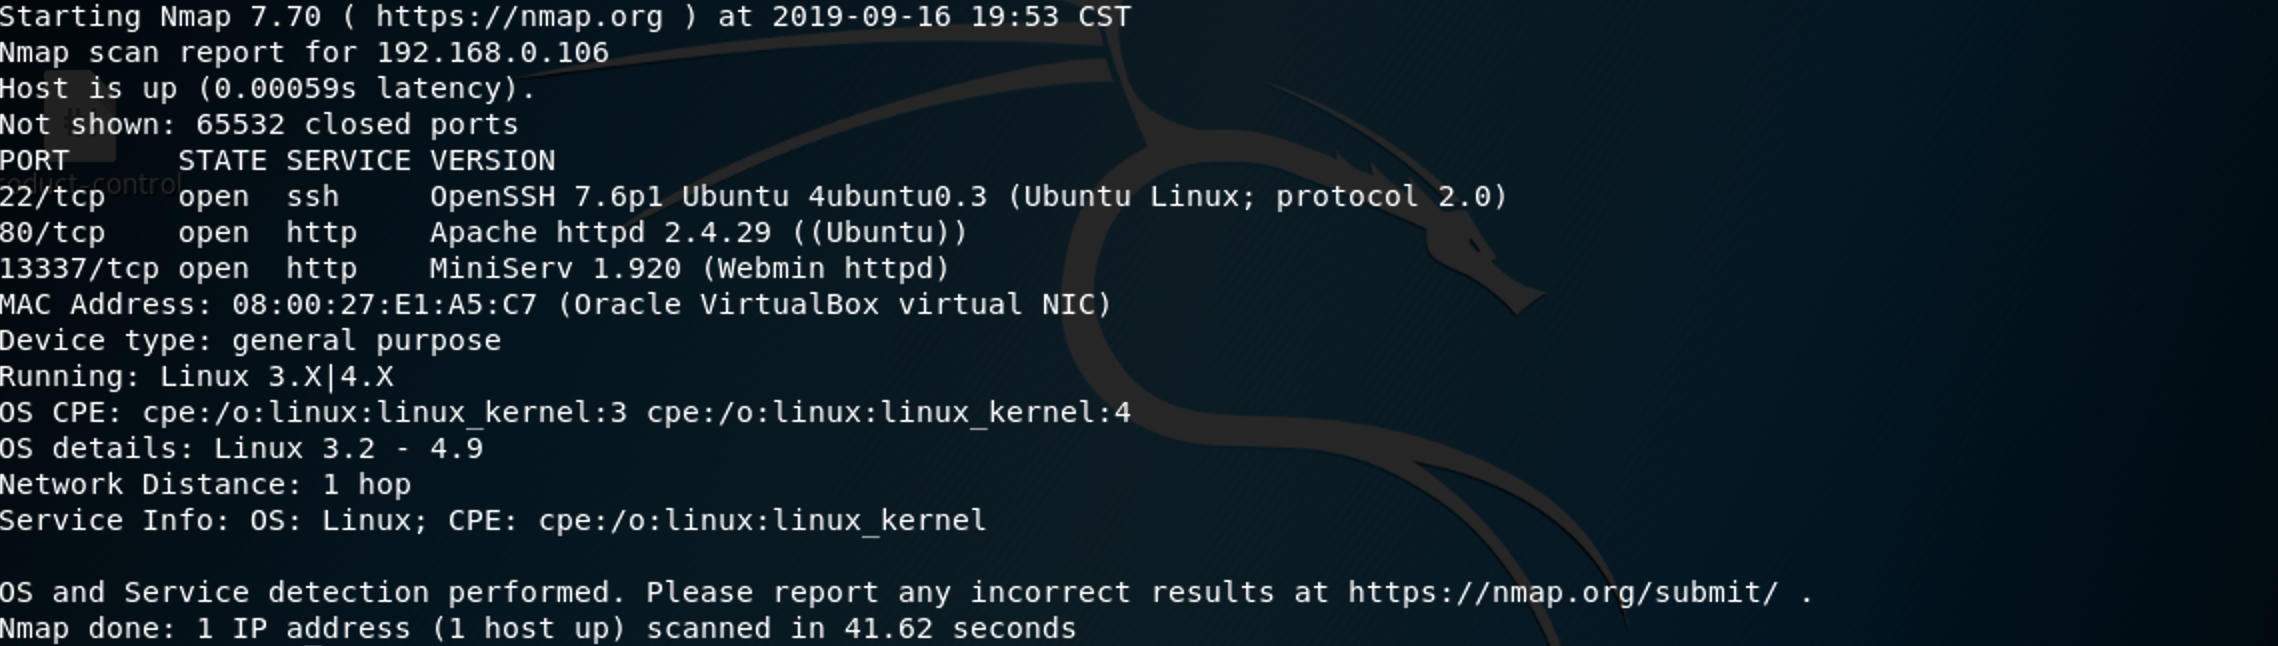 Starting Nmap 7.70 ( https://nmap.org ) at 2019-09-16 19:53 CST
Nmap scan report for 192.168.0.106
Host is up (0.00059s latency).
Not shown: 65532 closed ports
PORT      STATE SERVICE VERSION
22/tcp    open  ssh     OpenSSH 7.6p1 Ubuntu 4ubuntu0.3 (Ubuntu Linux; protocol 2.0)
80/tcp    open  http    Apache httpd 2.4.29 ((Ubuntu))
13337/tcp open  http    MiniServ 1.920 (Webmin httpd)
MAC Address: 08:00:27:E1:A5:C7 (Oracle VirtualBox virtual NIC)
Device type: general purpose
Running: Linux 3.X|4.X
OS CPE: cpe:/o:linux:linux_kernel:3 cpe:/o:linux:linux_kernel:4
OS details: Linux 3.2 - 4.9
Network Distance: 1 hop
Service Info: OS: Linux; CPE: cpe:/o:linux:linux_kernel

OS and Service detection performed. Please report any incorrect results at https://nmap.org/submit/ .
Nmap done: 1 IP address (1 host up) scanned in 41.62 seconds